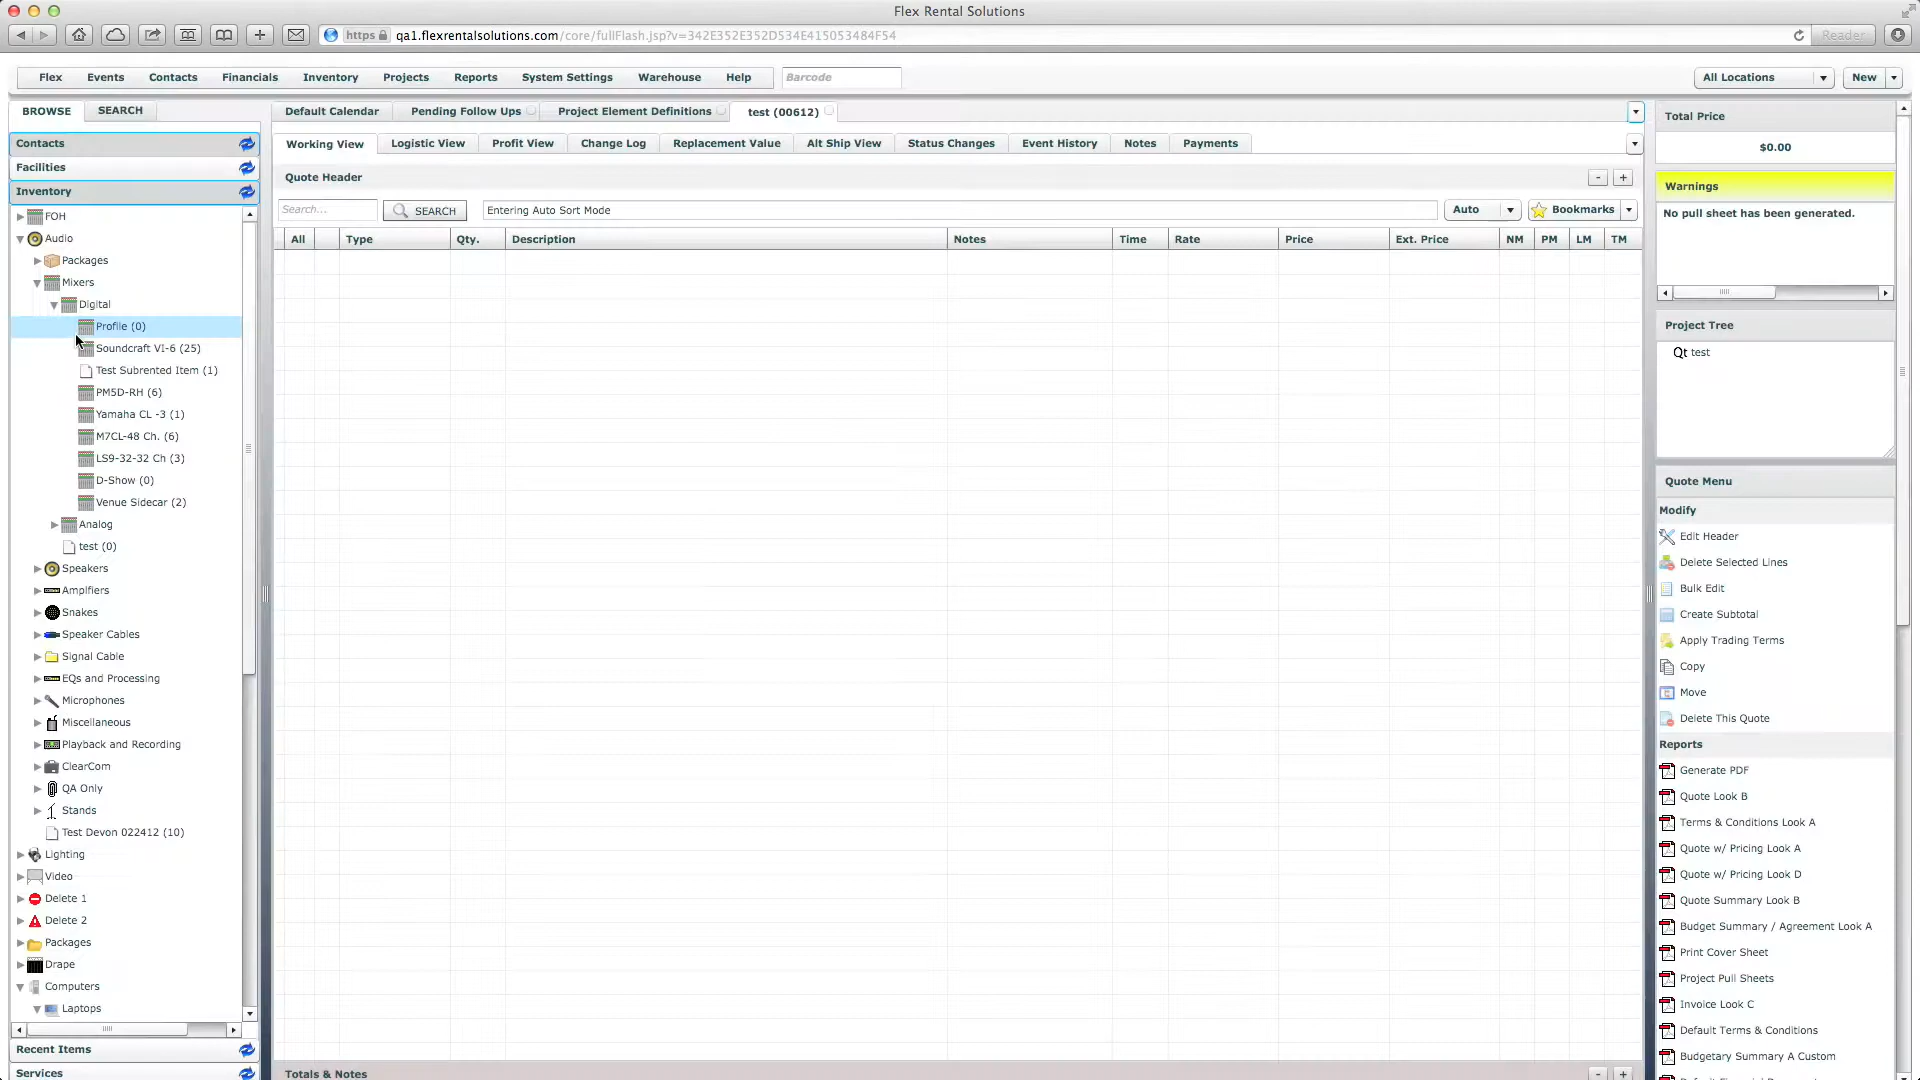 Flex Rental Solutions
https qa1.flexrentalsolutions.com/core/fullFlash.jsp?v=342E352E352D534E415053484F54
Reader
Flex Events Contacts Financials Inventory Projects Reports System Settings Warehouse Help Barcode
All Locations New
BROWSE SEARCH
Default Calendar Pending Follow Ups Project Element Definitions test (00612)
Contacts
Facilities
Inventory
FOH
Audio
Packages
Mixers
Digital
Profile (0)
Soundcraft VI-6 (25)
Test Subrented Item (1)
PM5D-RH (6)
Yamaha CL -3 (1)
M7CL-48 Ch. (6)
LS9-32-32 Ch (3)
D-Show (0)
Venue Sidecar (2)
Analog
test (0)
Speakers
Amplfiers
Snakes
Speaker Cables
Signal Cable
EQs and Processing
Microphones
Miscellaneous
Playback and Recording
ClearCom
QA Only
Stands
Test Devon 022412 (10)
Lighting
Video
Delete 1
Delete 2
Packages
Drape
Computers
Laptops
Recent Items
Services
Working View Logistic View Profit View Change Log Replacement Value Alt Ship View Status Changes Event History Notes Payments
Quote Header - +
Search... SEARCH Entering Auto Sort Mode Auto Bookmarks
All Type Qty. Description Notes Time Rate Price Ext. Price NM PM LM TM
Totals & Notes - +
Total Price
$0.00
Warnings
No pull sheet has been generated.
Project Tree
Qt test
Quote Menu
Modify
Edit Header
Delete Selected Lines
Bulk Edit
Create Subtotal
Apply Trading Terms
Copy
Move
Delete This Quote
Reports
Generate PDF
Quote Look B
Terms & Conditions Look A
Quote w/ Pricing Look A
Quote w/ Pricing Look D
Quote Summary Look B
Budget Summary / Agreement Look A
Print Cover Sheet
Project Pull Sheets
Invoice Look C
Default Terms & Conditions
Budgetary Summary A Custom